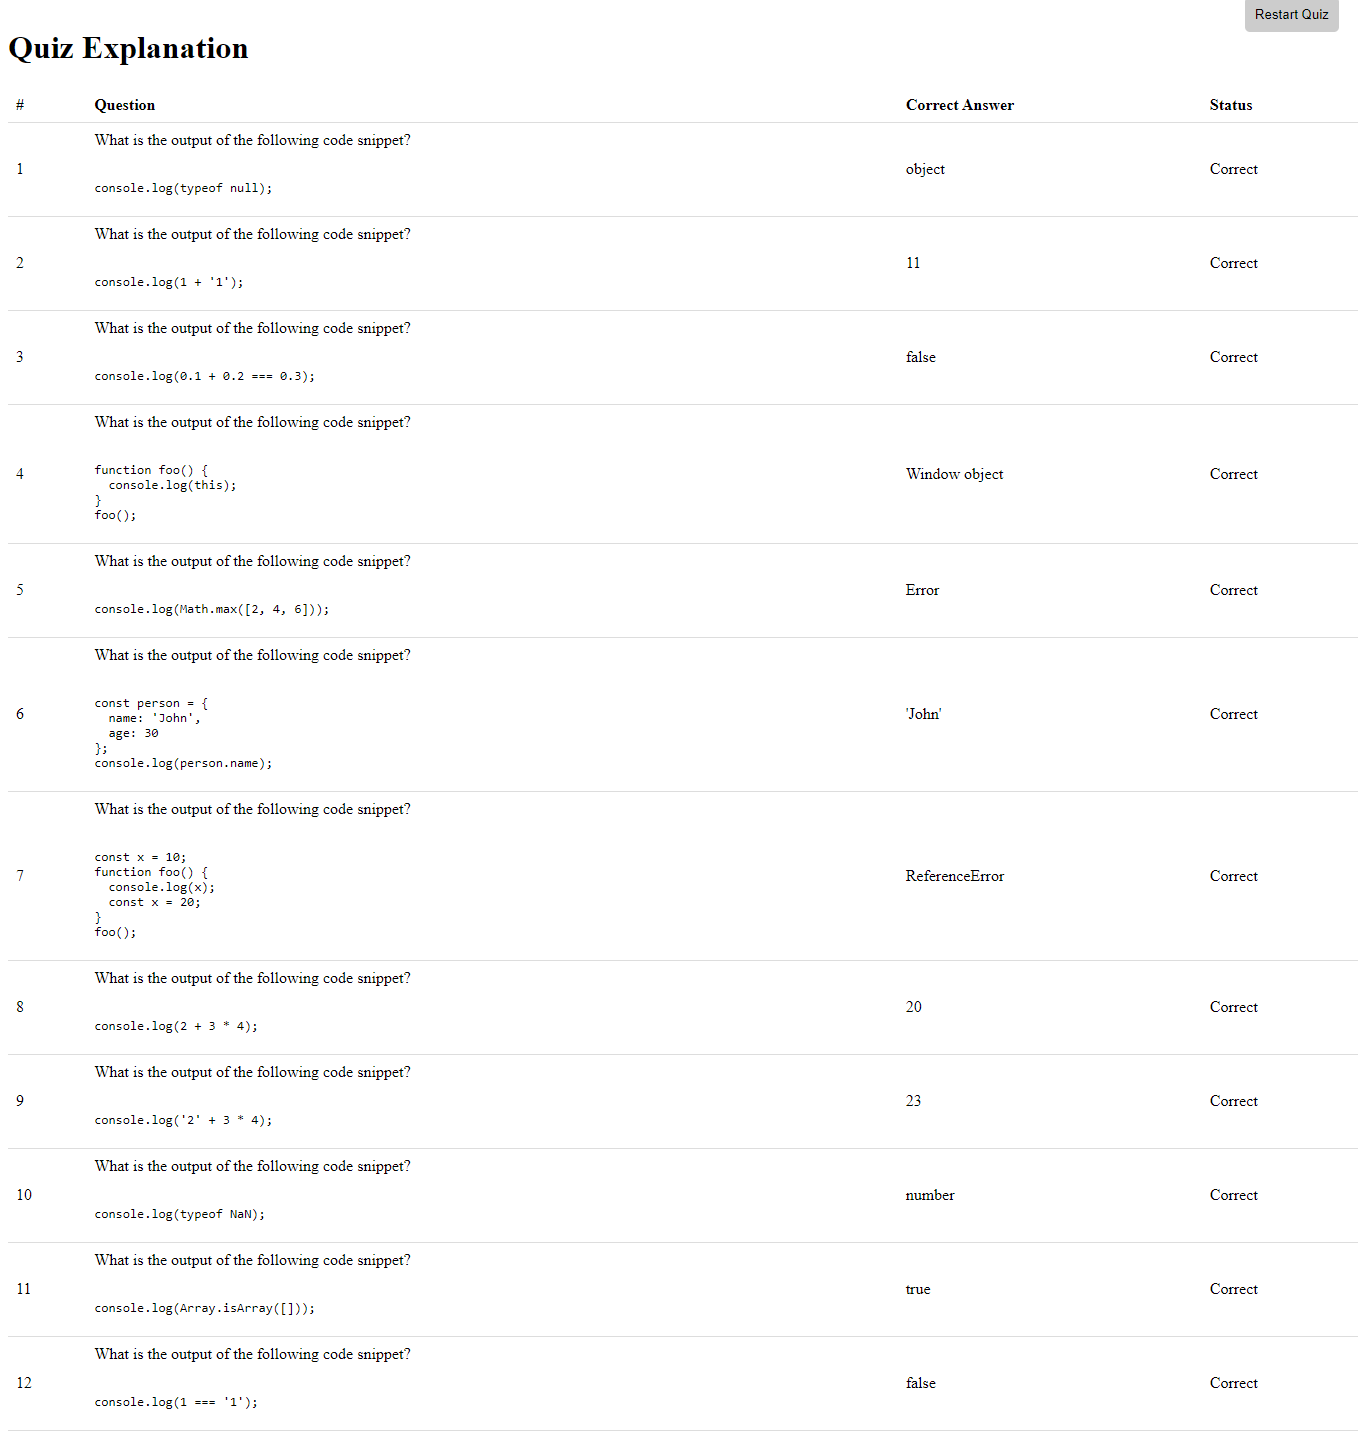 Restart Quiz
Quiz Explanation
# Question Correct Answer Status
What is the output of the following code snippet?
1 object Correct
console.log(typeof null);
What is the output of the following code snippet?
2 11 Correct
console.log(1 + '1');
What is the output of the following code snippet?
3 false Correct
console.log(0.1 + 0.2 === 0.3);
What is the output of the following code snippet?
4 Window object Correct
function foo() {
  console.log(this);
}
foo();
What is the output of the following code snippet?
5 Error Correct
console.log(Math.max([2, 4, 6]));
What is the output of the following code snippet?
6 'John' Correct
const person = {
  name: 'John',
  age: 30
};
console.log(person.name);
What is the output of the following code snippet?
7 ReferenceError Correct
const x = 10;
function foo() {
  console.log(x);
  const x = 20;
}
foo();
What is the output of the following code snippet?
8 20 Correct
console.log(2 + 3 * 4);
What is the output of the following code snippet?
9 23 Correct
console.log('2' + 3 * 4);
What is the output of the following code snippet?
10 number Correct
console.log(typeof NaN);
What is the output of the following code snippet?
11 true Correct
console.log(Array.isArray([]));
What is the output of the following code snippet?
12 false Correct
console.log(1 === '1');